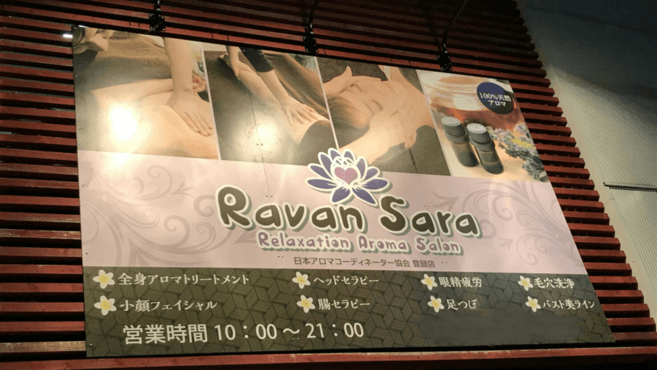 100%天然
アロマ
Ravan Sara
Relaxation Aroma Salon
日本アロマコーディネーター協会 登録店
全身アロマトリートメント ヘッドセラピー 眼精疲労 毛穴洗浄
小顔フェイシャル 腸セラピー 足つぼ バスト美ライン
営業時間 10:00～21:00